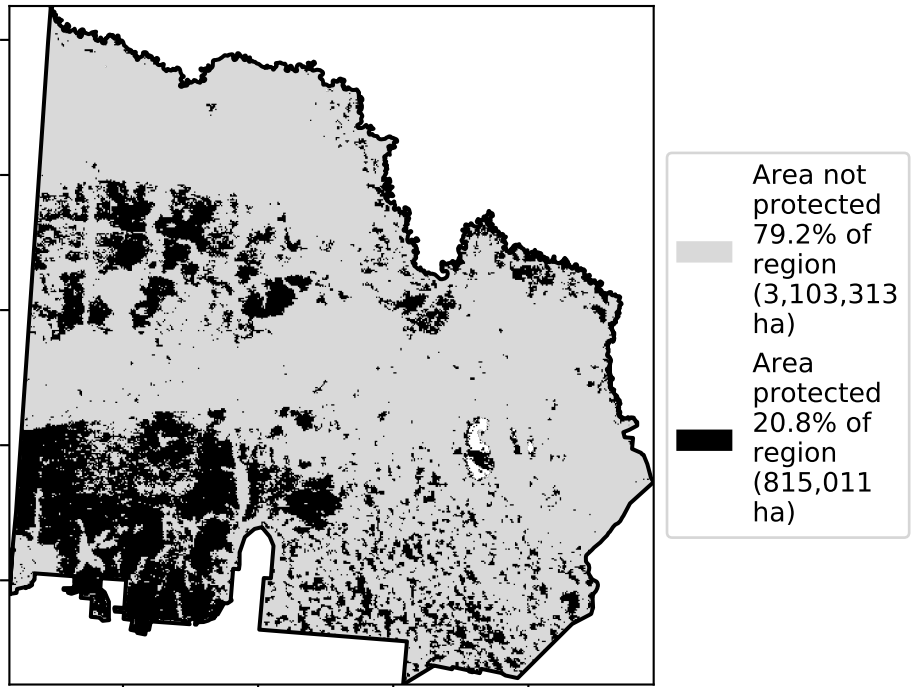 Area not
protected
79.2% of
region
(3,103,313
ha)
Area
protected
20.8% of
region
(815,011
ha)